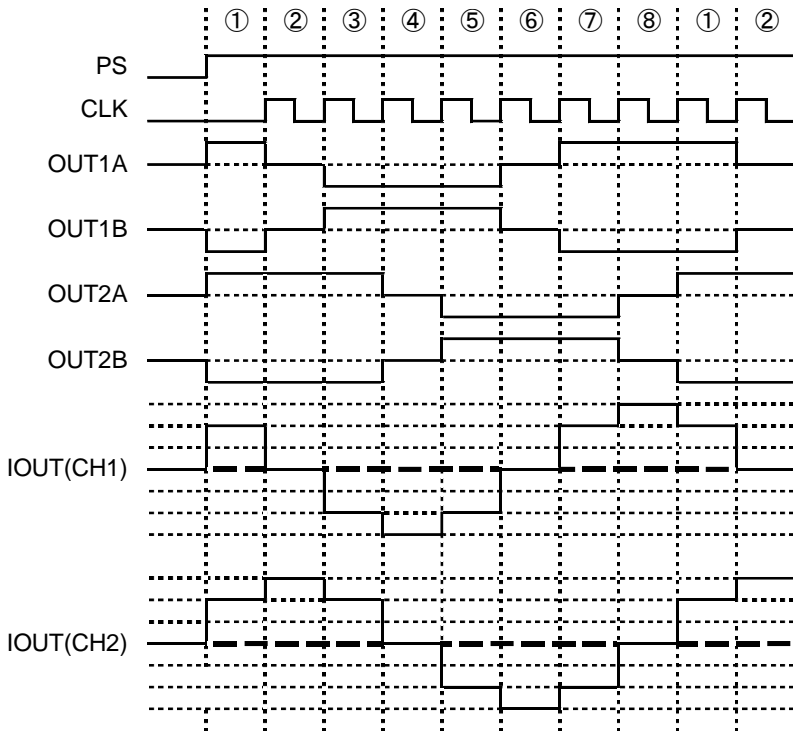 ① ② ③ ④ ⑤ ⑥ ⑦ ⑧ ① ②
PS
CLK
OUT1A
OUT1B
OUT2A
OUT2B
IOUT(CH1)
IOUT(CH2)